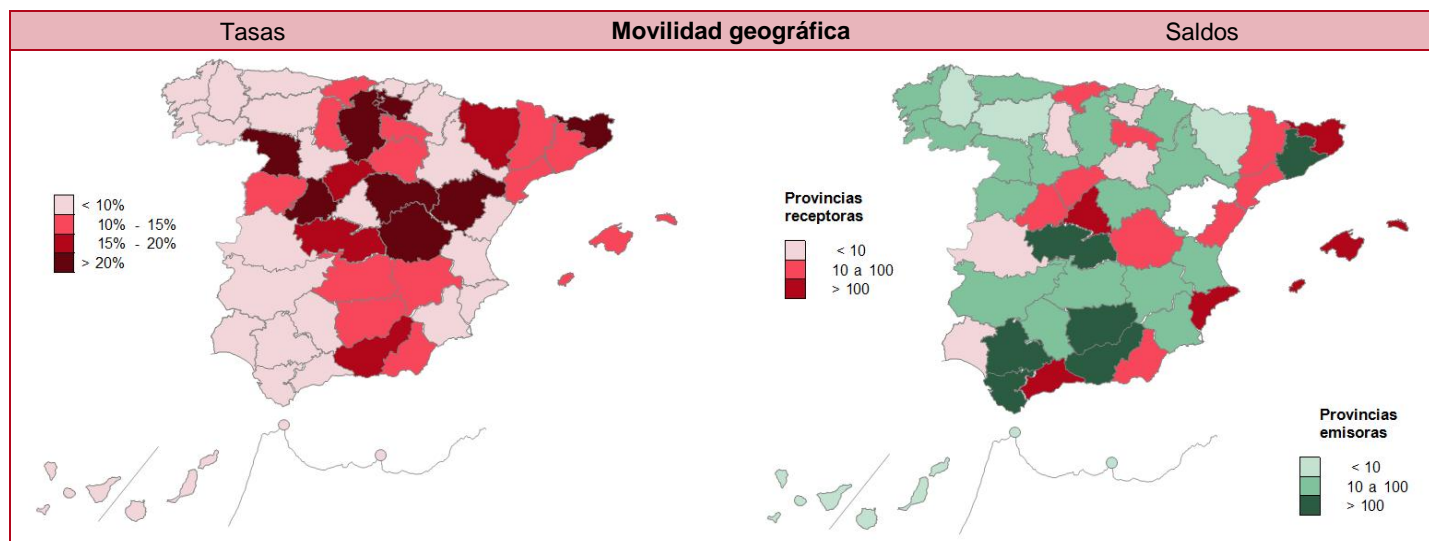 Tasas
Movilidad geográfica
Saldos
< 10%
10% - 15%
15% - 20%
> 20%
Provincias
receptoras
< 10
10 a 100
> 100
Provincias
emisoras
< 10
10 a 100
> 100